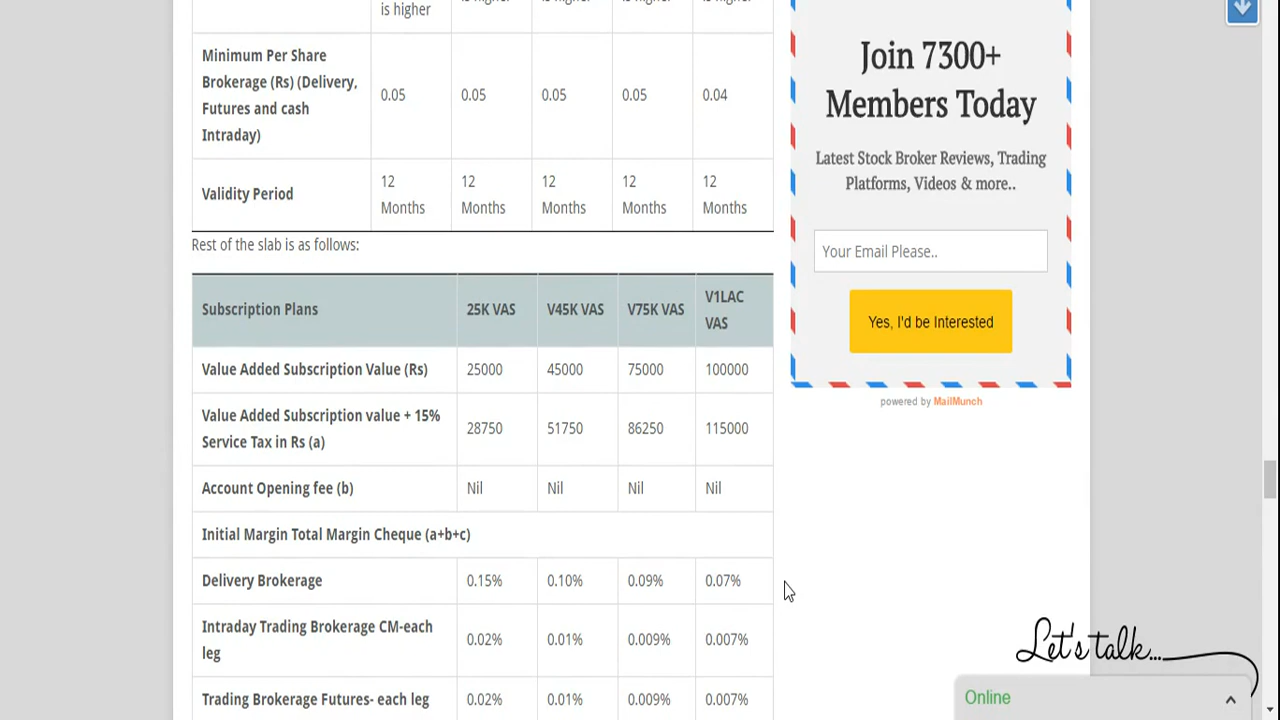 is higher
Minimum Per Share
Brokerage (Rs) (Delivery,
Futures and cash
Intraday)
0.05 0.05 0.05 0.05 0.04
Validity Period
12 Months 12 Months 12 Months 12 Months 12 Months
Rest of the slab is as follows:
Subscription Plans 25K VAS V45K VAS V75K VAS V1LAC VAS
Value Added Subscription Value (Rs) 25000 45000 75000 100000
Value Added Subscription value + 15%
Service Tax in Rs (a)
28750 51750 86250 115000
Account Opening fee (b) Nil Nil Nil Nil
Initial Margin Total Margin Cheque (a+b+c)
Delivery Brokerage 0.15% 0.10% 0.09% 0.07%
Intraday Trading Brokerage CM-each
leg
0.02% 0.01% 0.009% 0.007%
Trading Brokerage Futures- each leg 0.02% 0.01% 0.009% 0.007%
Join 7300+
Members Today
Latest Stock Broker Reviews, Trading
Platforms, Videos & more..
Your Email Please..
Yes, I'd be Interested
powered by MailMunch
Let's talk...
Online